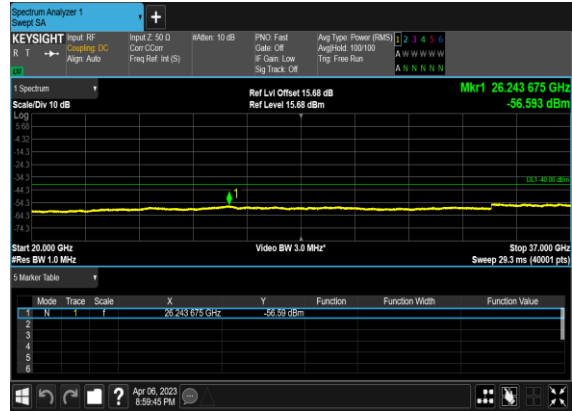 Spectrum Analyzer 1
Swept SA
+
KEYSIGHT Input: RF Input Z: 50 Ω #Atten: 10 dB PNO: Fast Avg Type: Power (RMS) 1 2 3 4 5 6
R T Coupling: DC Corr CCorr Gate: Off Avg|Hold: 100/100 A W W W W W
Align: Auto Freq Ref: Int (S) IF Gain: Low Trig: Free Run
Sig Track: Off A N N N N N
1 Spectrum Ref Lvl Offset 15.68 dB Mkr1 26.243 675 GHz
Scale/Div 10 dB Ref Level 15.68 dBm -56.593 dBm
Log
5.68
-4.32
-14.3
-24.3
-34.3
DL1 -40.00 dBm
-44.3
1
-54.3
-64.3
-74.3
Start 20.000 GHz Video BW 3.0 MHz* Stop 37.000 GHz
#Res BW 1.0 MHz Sweep 29.3 ms (40001 pts)
5 Marker Table
Mode Trace Scale X Y Function Function Width Function Value
1 N 1 f 26.243 675 GHz -56.59 dBm
2
3
4
5
6
? Apr 06, 2023
8:59:45 PM